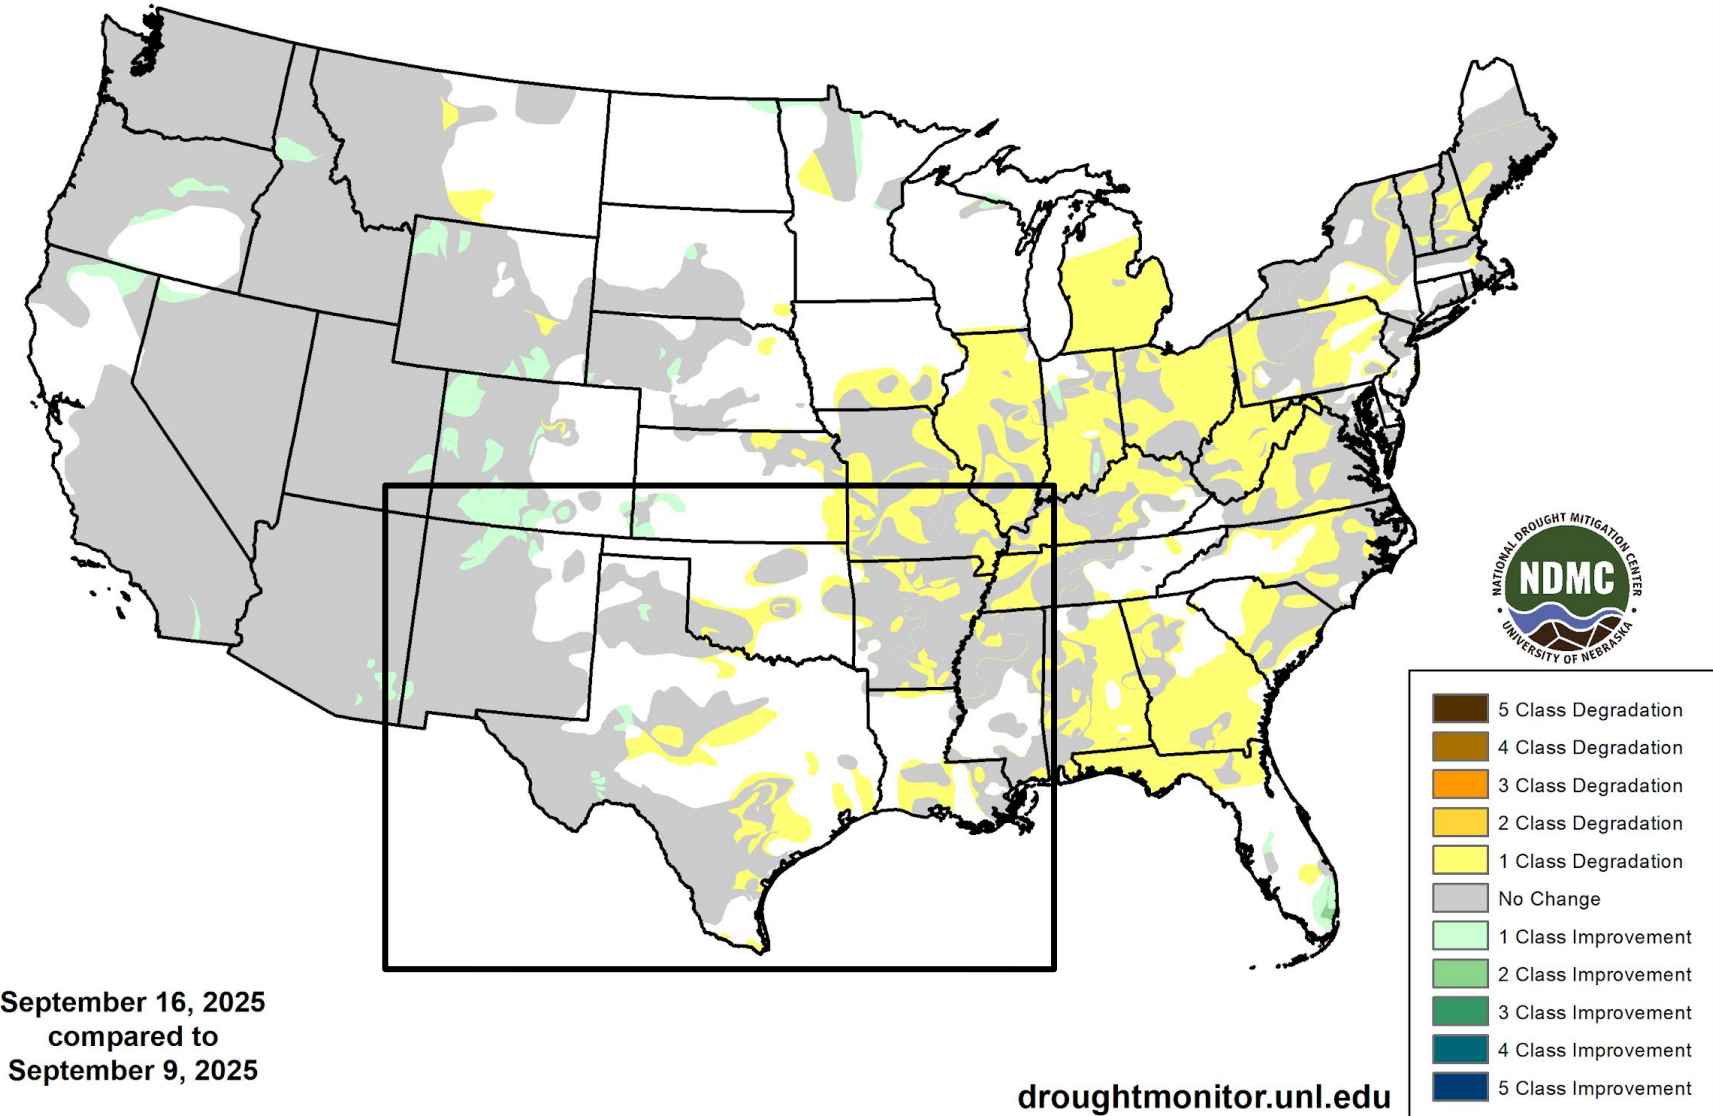 NATIONAL DROUGHT MITIGATION CENTER
NDMC
UNIVERSITY OF NEBRASKA
5 Class Degradation
4 Class Degradation
3 Class Degradation
2 Class Degradation
1 Class Degradation
No Change
1 Class Improvement
2 Class Improvement
3 Class Improvement
4 Class Improvement
5 Class Improvement
September 16, 2025
compared to
September 9, 2025
droughtmonitor.unl.edu